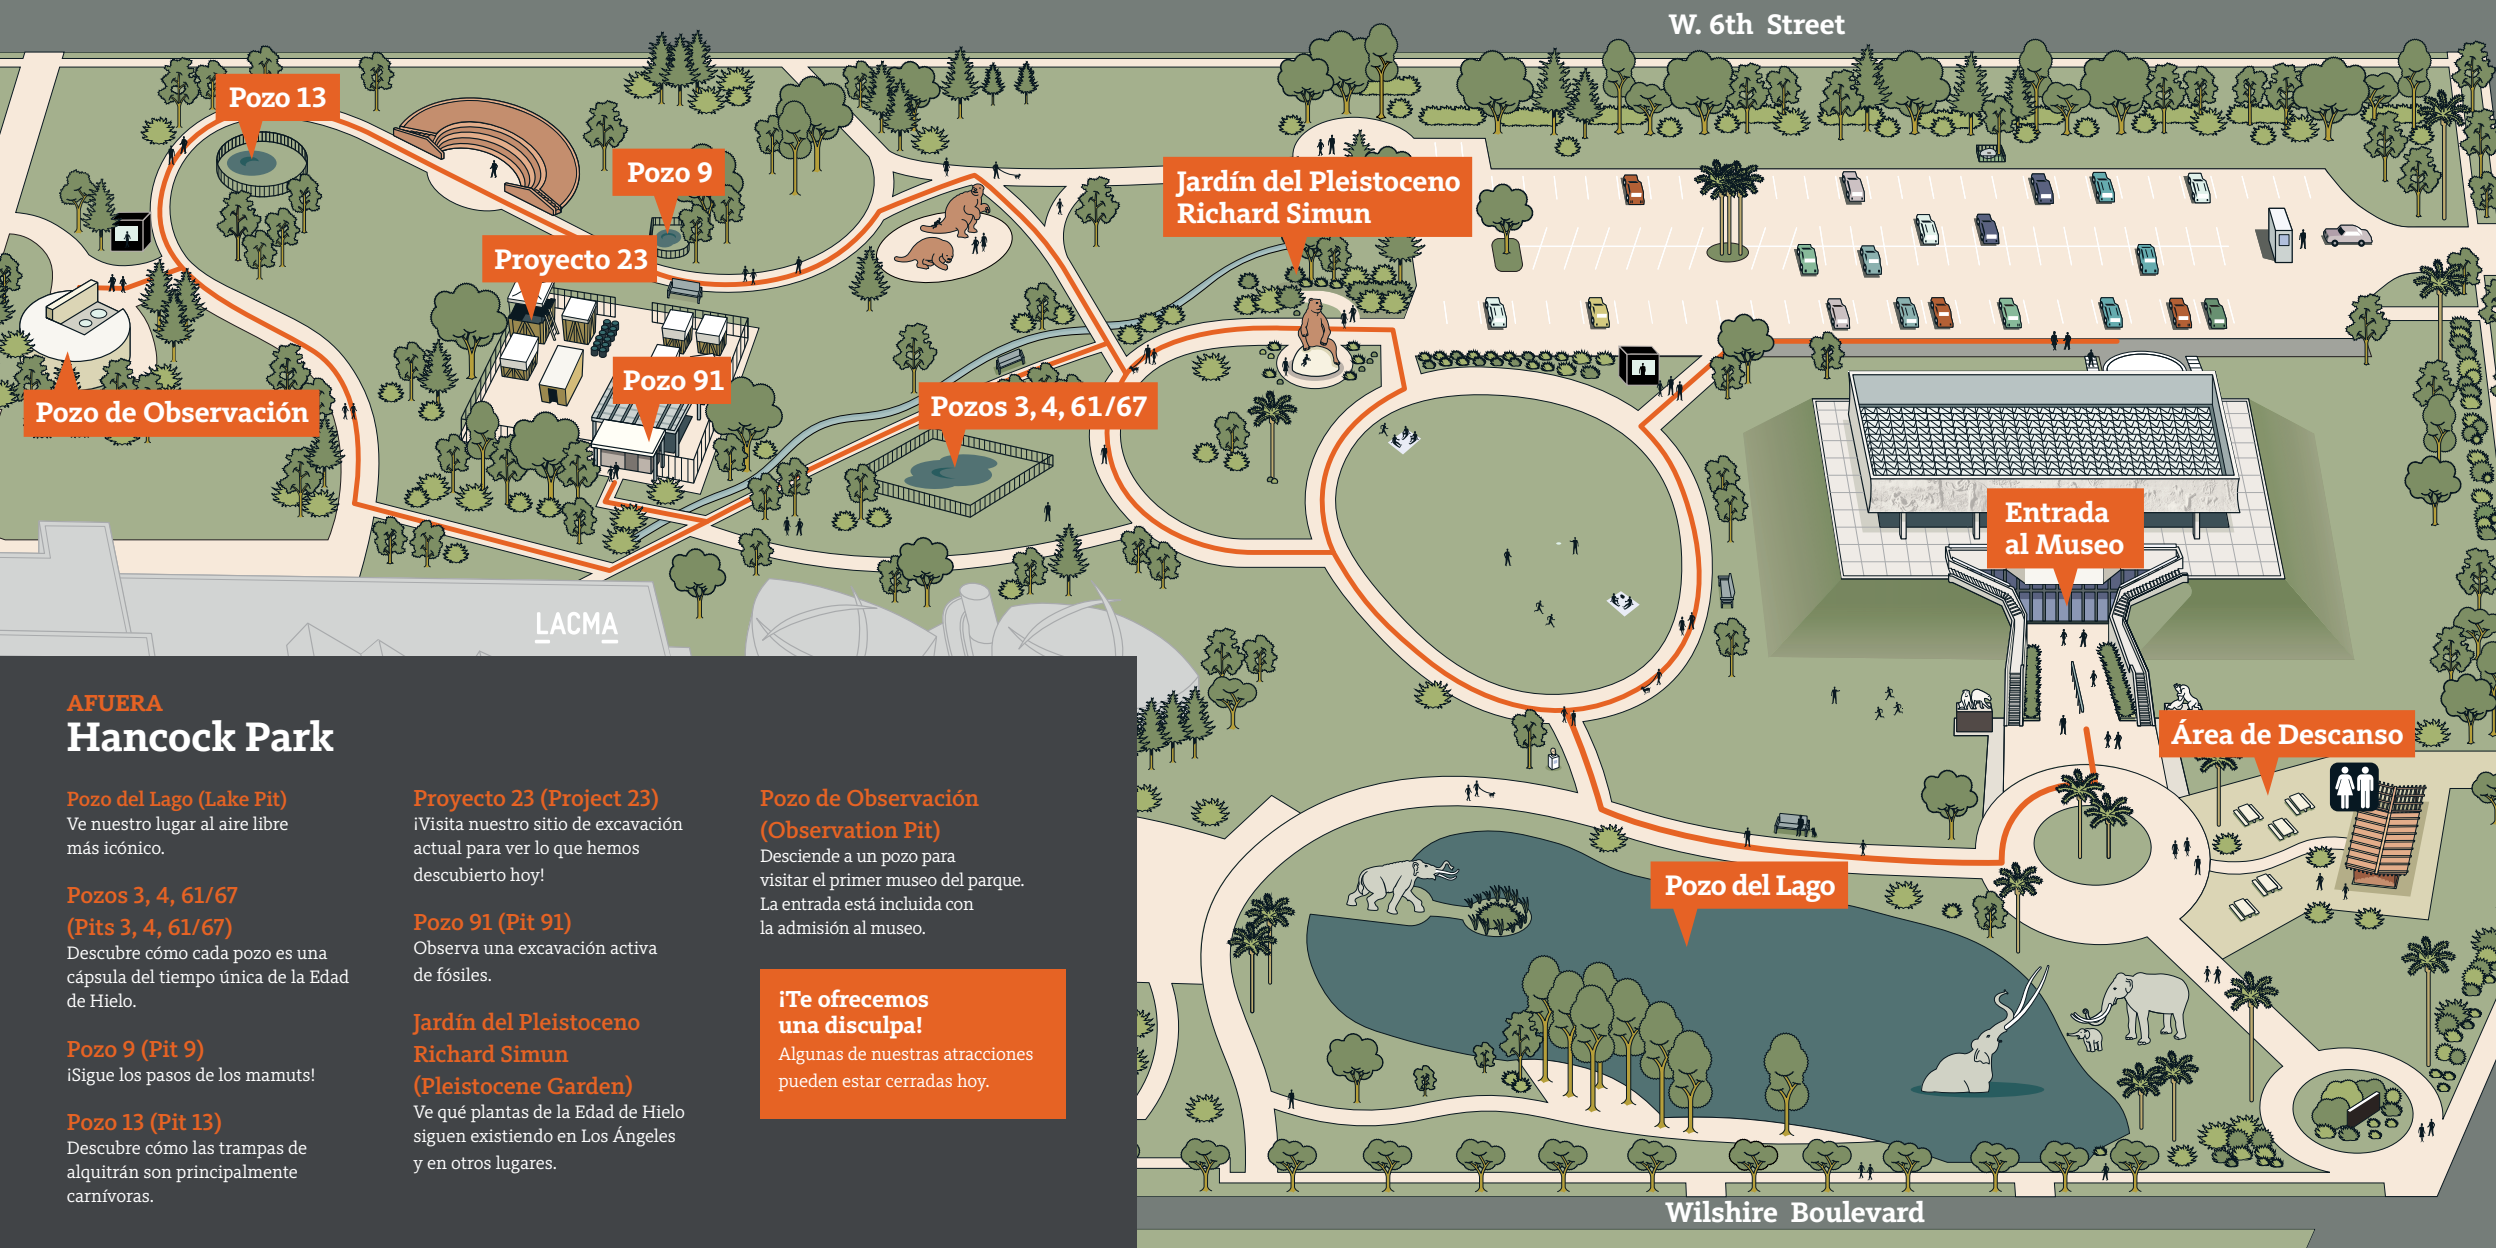 W. 6th Street
Pozo 13
Pozo 9
Jardín del Pleistoceno
Richard Simun
Proyecto 23
Pozo 91
Pozos 3, 4, 61/67
Pozo de Observación
Entrada
al Museo
LACMA
Área de Descanso
Pozo del Lago
Wilshire Boulevard
AFUERA
Hancock Park
Pozo del Lago (Lake Pit)
Ve nuestro lugar al aire libre
más icónico.
Pozos 3, 4, 61/67
(Pits 3, 4, 61/67)
Descubre cómo cada pozo es una
cápsula del tiempo única de la Edad
de Hielo.
Pozo 9 (Pit 9)
¡Sigue los pasos de los mamuts!
Pozo 13 (Pit 13)
Descubre cómo las trampas de
alquitrán son principalmente
carnívoras.
Proyecto 23 (Project 23)
¡Visita nuestro sitio de excavación
actual para ver lo que hemos
descubierto hoy!
Pozo 91 (Pit 91)
Observa una excavación activa
de fósiles.
Jardín del Pleistoceno
Richard Simun
(Pleistocene Garden)
Ve qué plantas de la Edad de Hielo
siguen existiendo en Los Ángeles
y en otros lugares.
Pozo de Observación
(Observation Pit)
Desciende a un pozo para
visitar el primer museo del parque.
La entrada está incluida con
la admisión al museo.
¡Te ofrecemos
una disculpa!
Algunas de nuestras atracciones
pueden estar cerradas hoy.